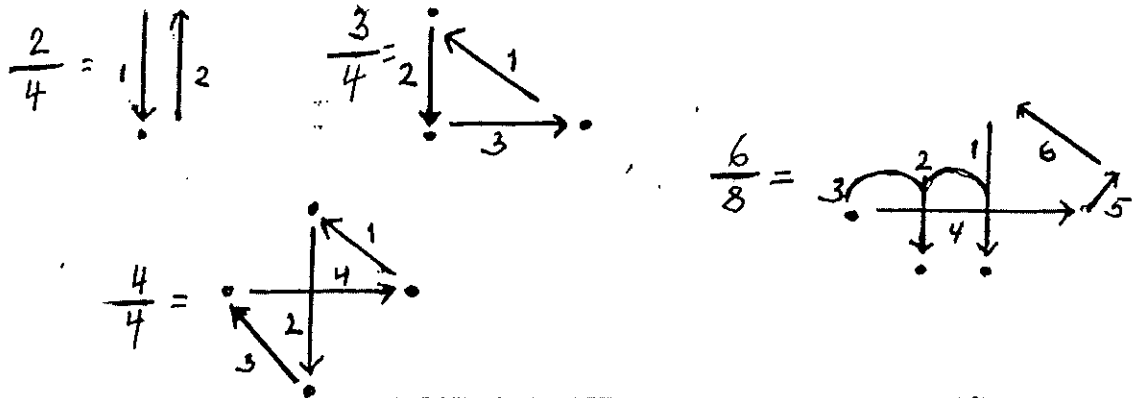 2/4 = 1 2
3/4 = 2 1 3
6/8 = 3 2 1 4 6 5
4/4 = 1 4 2 3